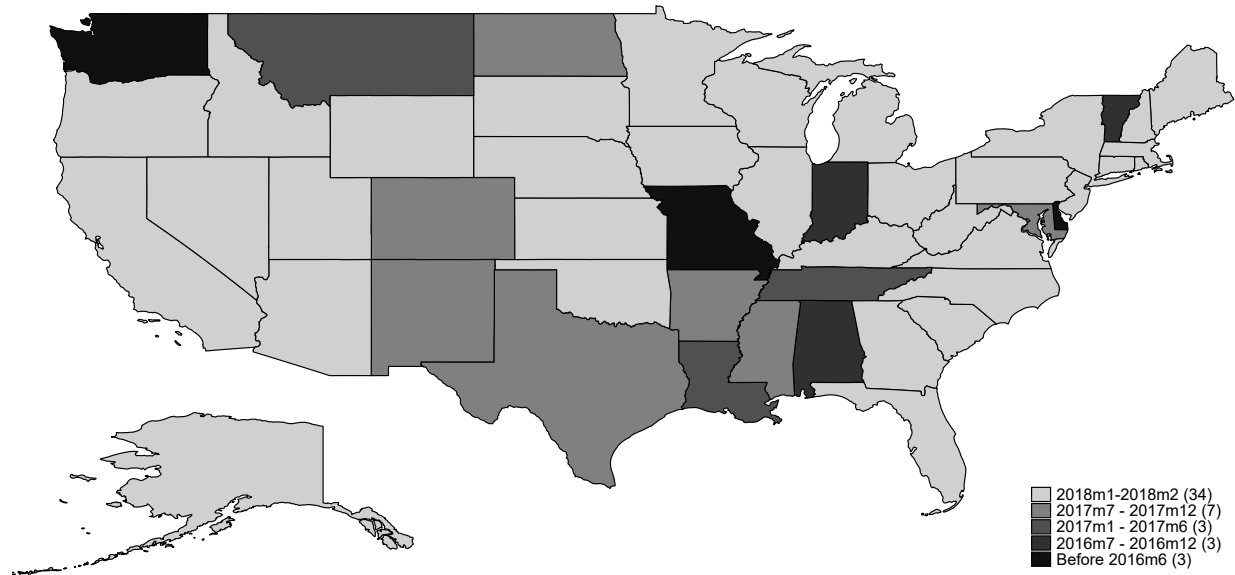 2018m1-2018m2 (34)
2017m7 - 2017m12 (7)
2017m1 - 2017m6 (3)
2016m7 - 2016m12 (3)
Before 2016m6 (3)